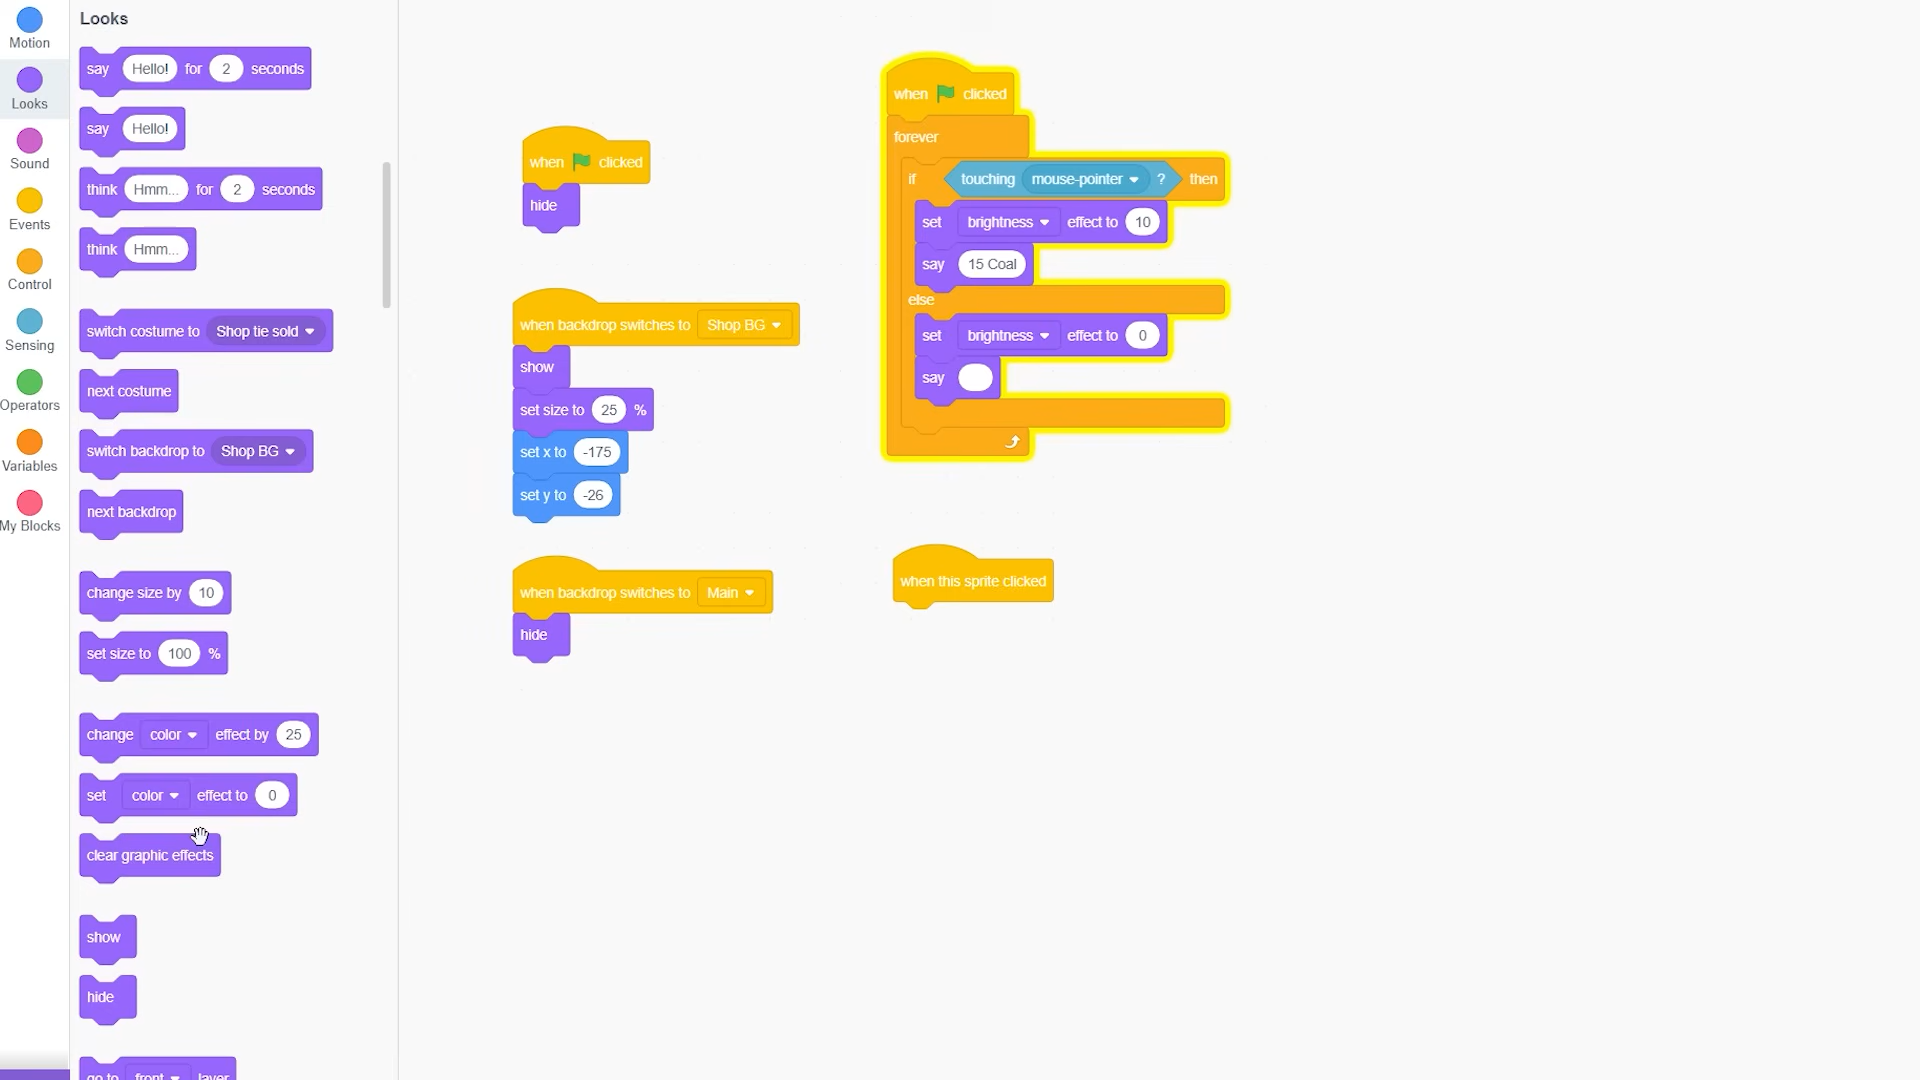 Motion
Looks
Sound
Events
Control
Sensing
Operators
Variables
My Blocks
Looks
say Hello! for 2 seconds
say Hello!
think Hmm... for 2 seconds
think Hmm...
switch costume to Shop tie sold
next costume
switch backdrop to Shop BG
next backdrop
change size by 10
set size to 100 %
change color effect by 25
set color effect to 0
clear graphic effects
show
hide
go to front layer
when clicked
hide
when backdrop switches to Shop BG
show
set size to 25 %
set x to -175
set y to -26
when backdrop switches to Main
hide
when clicked
forever
if touching mouse-pointer ? then
set brightness effect to 10
say 15 Coal
else
set brightness effect to 0
say
when this sprite clicked